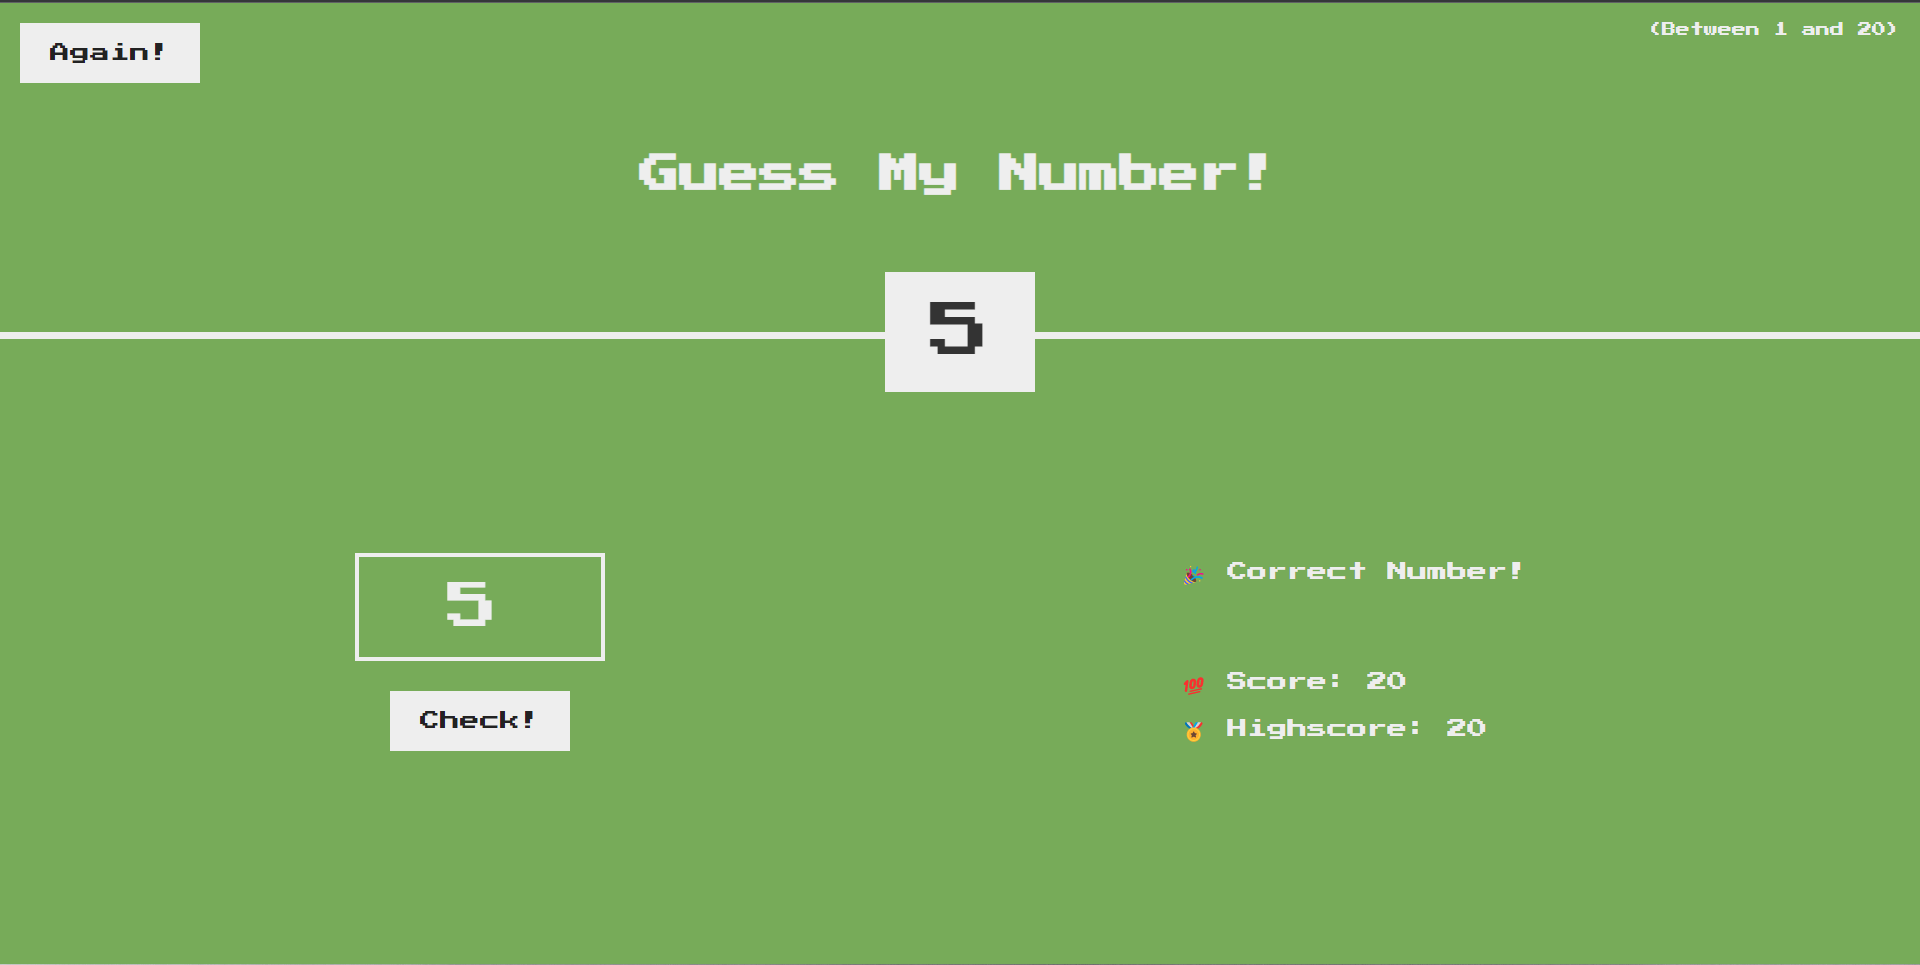 Again!
(Between 1 and 20)
Guess My Number!
5
5
Check!
🎉 Correct Number!
💯 Score: 20
🏅 Highscore: 20